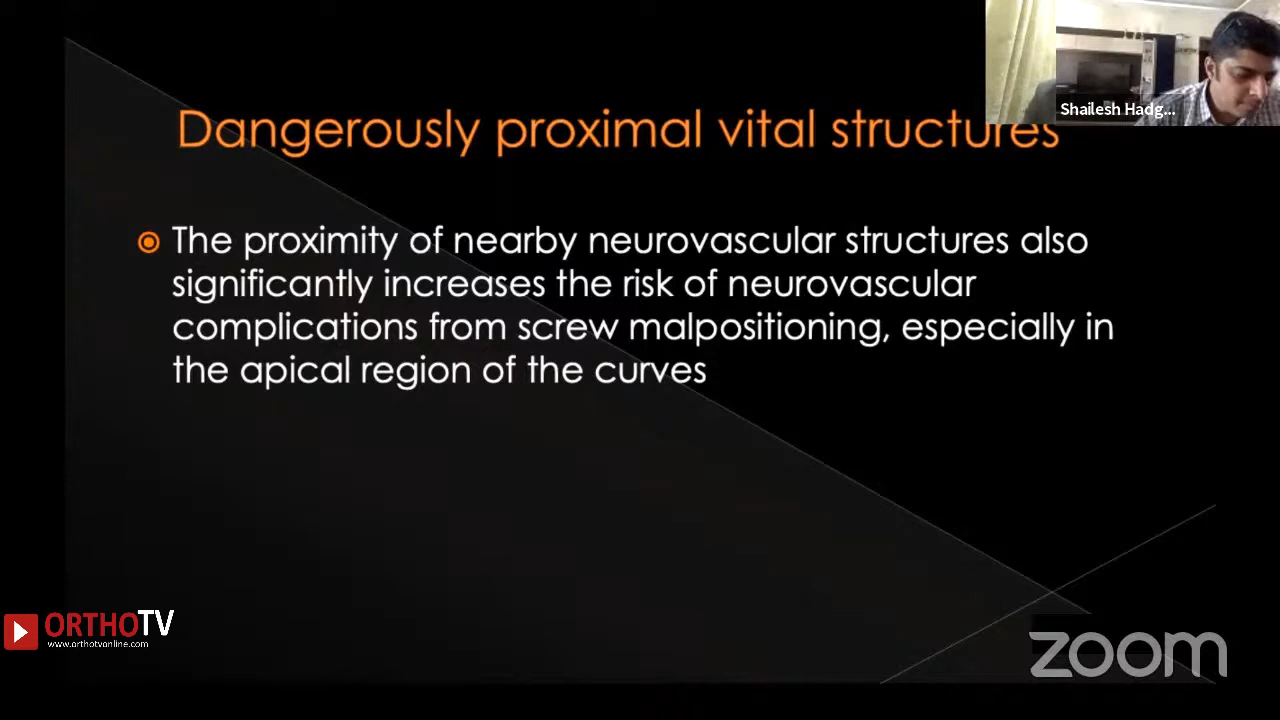 Shailesh Hadg...
Dangerously proximal vital structures
The proximity of nearby neurovascular structures also
significantly increases the risk of neurovascular
complications from screw malpositioning, especially in
the apical region of the curves
ORTHOTV
www.orthotvonline.com
zoom